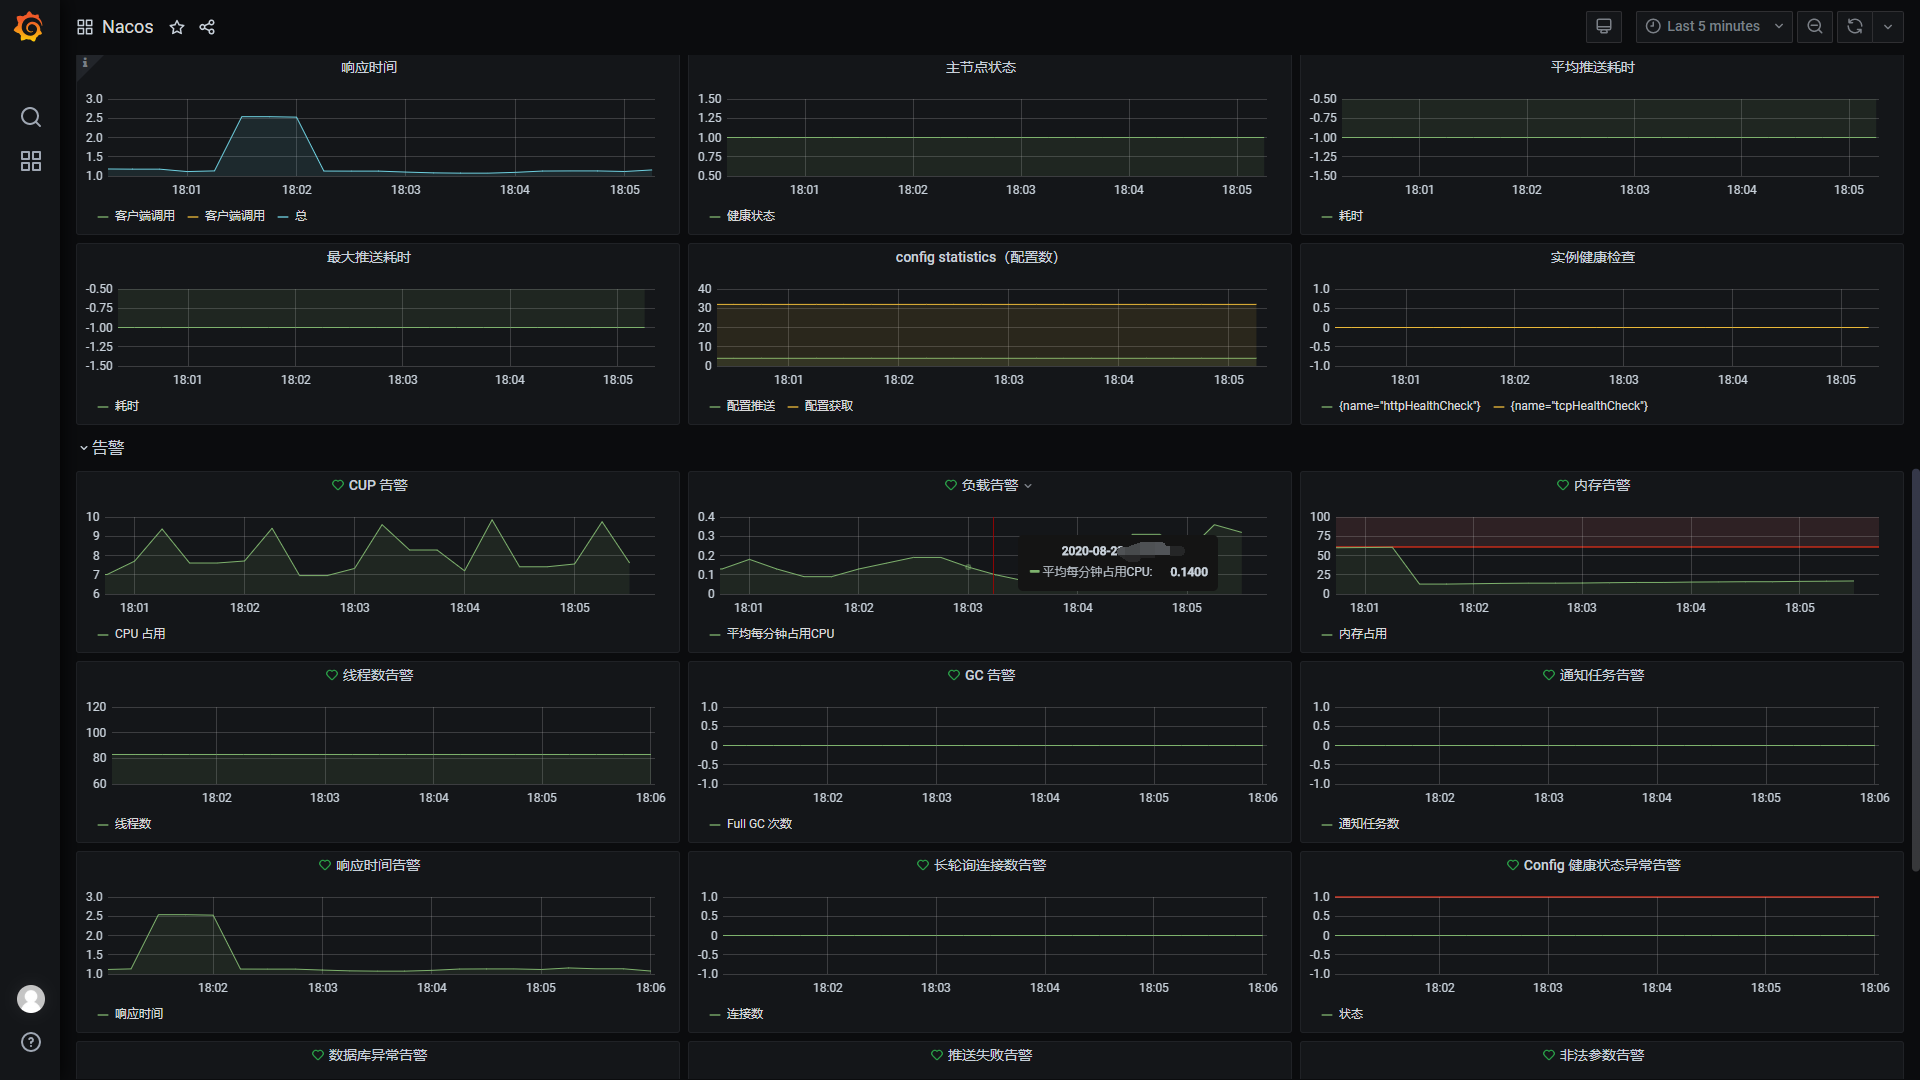 Nacos
Last 5 minutes
响应时间
3.0
2.5
2.0
1.5
1.0
18:01 18:02 18:03 18:04 18:05
客户端调用 客户端调用 总
主节点状态
1.50
1.25
1.00
0.75
0.50
18:01 18:02 18:03 18:04 18:05
健康状态
平均推送耗时
-0.50
-0.75
-1.00
-1.25
-1.50
18:01 18:02 18:03 18:04 18:05
耗时
最大推送耗时
-0.50
-0.75
-1.00
-1.25
-1.50
18:01 18:02 18:03 18:04 18:05
耗时
config statistics（配置数）
40
30
20
10
0
18:01 18:02 18:03 18:04 18:05
配置推送 配置获取
实例健康检查
1.0
0.5
0
-0.5
-1.0
18:01 18:02 18:03 18:04 18:05
{name="httpHealthCheck"} {name="tcpHealthCheck"}
告警
CUP 告警
10
9
8
7
6
18:01 18:02 18:03 18:04 18:05
CPU 占用
负载告警
0.4
0.3
0.2
0.1
0
2020-08-2
平均每分钟占用CPU: 0.1400
18:01 18:02 18:03 18:04 18:05
平均每分钟占用CPU
内存告警
100
75
50
25
0
18:01 18:02 18:03 18:04 18:05
内存占用
线程数告警
120
100
80
60
18:02 18:03 18:04 18:05 18:06
线程数
GC 告警
1.0
0.5
0
-0.5
-1.0
18:02 18:03 18:04 18:05 18:06
Full GC 次数
通知任务告警
1.0
0.5
0
-0.5
-1.0
18:02 18:03 18:04 18:05 18:06
通知任务数
响应时间告警
3.0
2.5
2.0
1.5
1.0
18:02 18:03 18:04 18:05 18:06
响应时间
长轮询连接数告警
1.0
0.5
0
-0.5
-1.0
18:02 18:03 18:04 18:05 18:06
连接数
Config 健康状态异常告警
1.0
0.5
0
-0.5
-1.0
18:02 18:03 18:04 18:05 18:06
状态
数据库异常告警
推送失败告警
非法参数告警